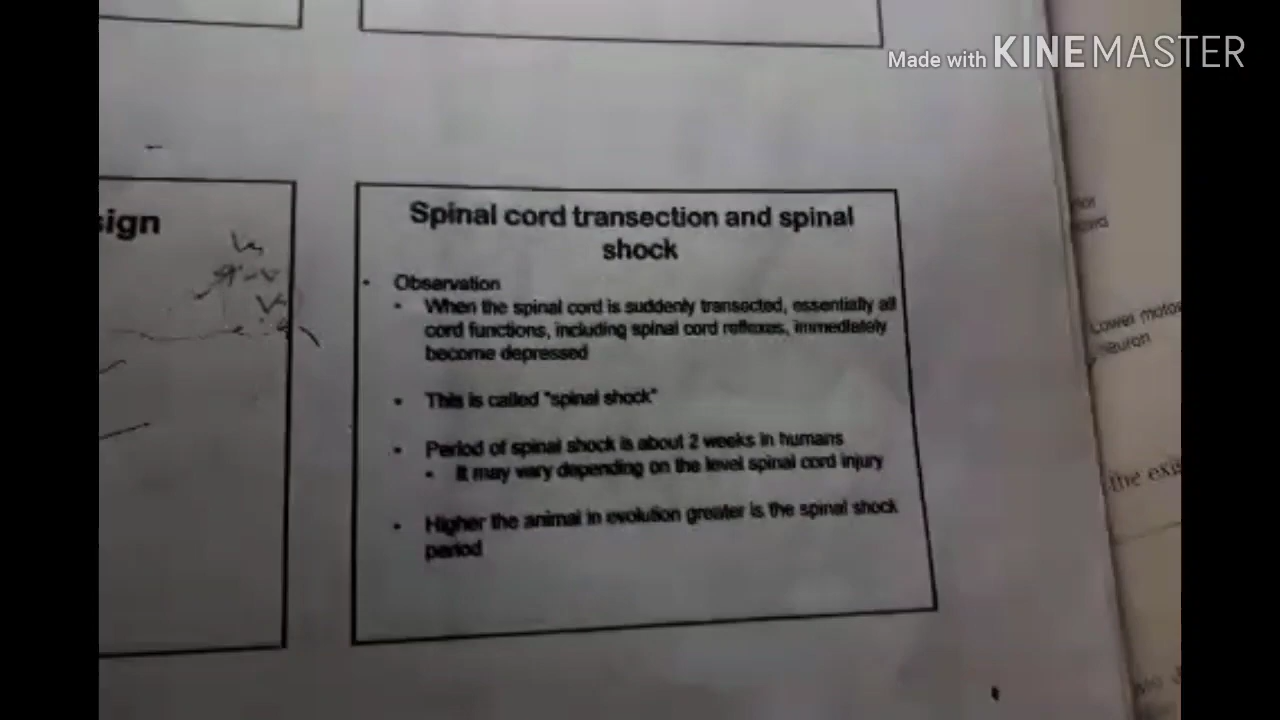 Made with KINEMASTER
sign
Spinal cord transection and spinal
shock
• Observation
• When the spinal cord is suddenly transected, essentially all
cord functions, including spinal cord reflexes, immediately
become depressed
• This is called "spinal shock"
• Period of spinal shock is about 2 weeks in humans
• It may vary depending on the level spinal cord injury
• Higher the animal in evolution greater is the spinal shock
period
Lower motor
neuron
the exis